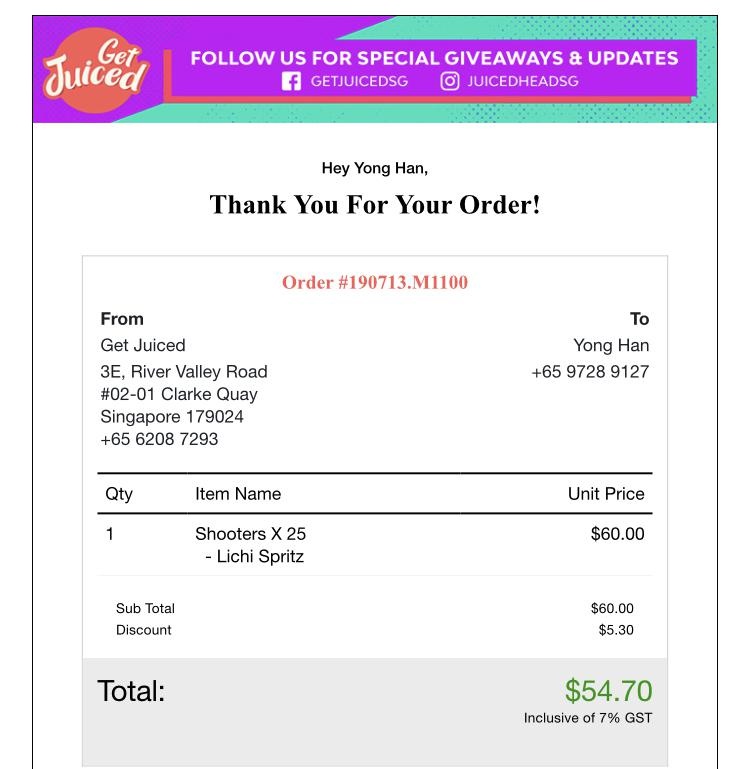 Get
Juiced
FOLLOW US FOR SPECIAL GIVEAWAYS & UPDATES
GETJUICEDSG JUICEDHEADSG
Hey Yong Han,
Thank You For Your Order!
Order #190713.M1100
From To
Get Juiced Yong Han
3E, River Valley Road +65 9728 9127
#02-01 Clarke Quay
Singapore 179024
+65 6208 7293
Qty Item Name Unit Price
1 Shooters X 25 $60.00
- Lichi Spritz
Sub Total $60.00
Discount $5.30
Total: $54.70
Inclusive of 7% GST